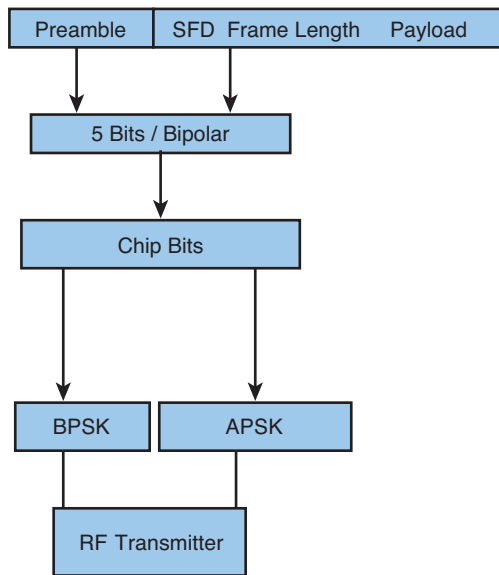 Preamble SFD Frame Length Payload
5 Bits / Bipolar
Chip Bits
BPSK APSK
RF Transmitter